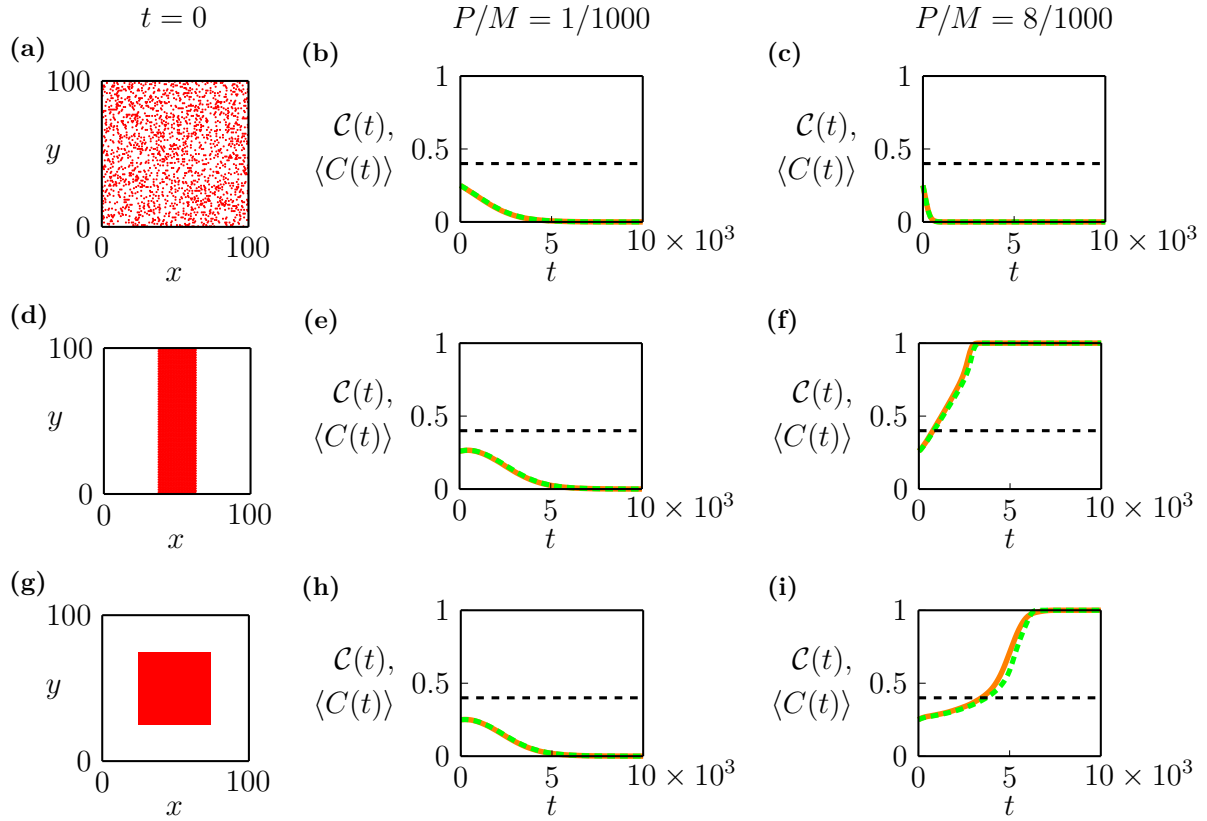 t = 0
P/M = 1/1000
P/M = 8/1000
(a)
100
y
0
0
100
x
(b)
1
C(t),
0.5
⟨C(t)⟩
0
0
5
10 × 10³
t
(c)
1
C(t),
0.5
⟨C(t)⟩
0
0
5
10 × 10³
t
(d)
100
y
0
0
100
x
(e)
1
C(t),
0.5
⟨C(t)⟩
0
0
5
10 × 10³
t
(f)
1
C(t),
0.5
⟨C(t)⟩
0
0
5
10 × 10³
t
(g)
100
y
0
0
100
x
(h)
1
C(t),
0.5
⟨C(t)⟩
0
0
5
10 × 10³
t
(i)
1
C(t),
0.5
⟨C(t)⟩
0
0
5
10 × 10³
t